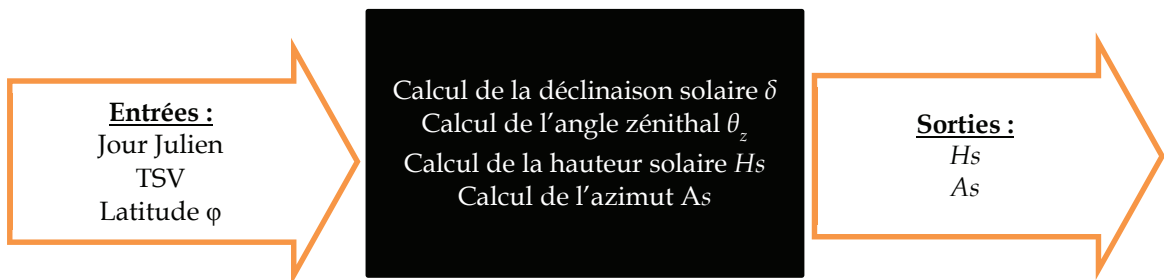 Entrées :
Jour Julien
TSV
Latitude φ
Calcul de la déclinaison solaire δ
Calcul de l’angle zénithal θz
Calcul de la hauteur solaire Hs
Calcul de l’azimut As
Sorties :
Hs
As